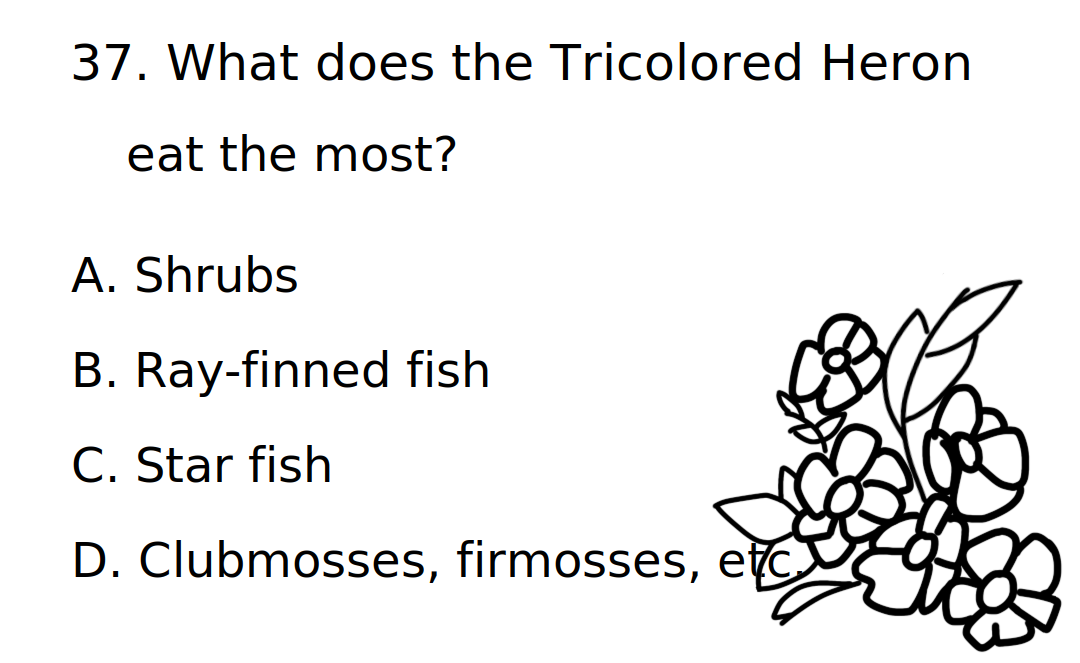 37. What does the Tricolored Heron
eat the most?
A. Shrubs
B. Ray-finned fish
C. Star fish
D. Clubmosses, firmosses, etc.